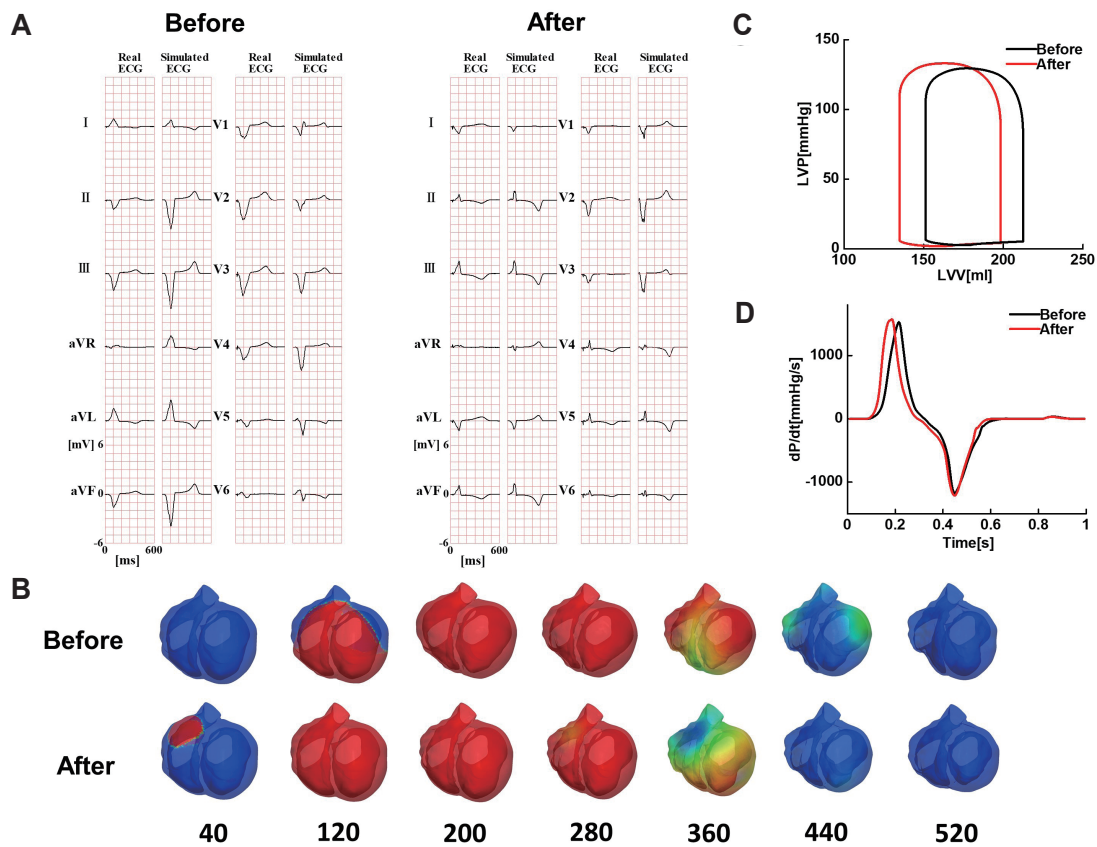 A
Before
After
Real ECG
Simulated ECG
Real ECG
Simulated ECG
Real ECG
Simulated ECG
Real ECG
Simulated ECG
I
V1
II
V2
III
V3
aVR
V4
aVL
V5
[mV] 6
aVF 0
V6
-6
0
600
[ms]
I
V1
II
V2
III
V3
aVR
V4
aVL
V5
[mV] 6
aVF 0
V6
-6
0
600
[ms]
C
150
100
50
0
LVP[mmHg]
100
150
200
250
LVV[ml]
Before
After
D
1000
0
-1000
dP/dt[mmHg/s]
0
0.2
0.4
0.6
0.8
1
Time[s]
Before
After
B
Before
After
40
120
200
280
360
440
520